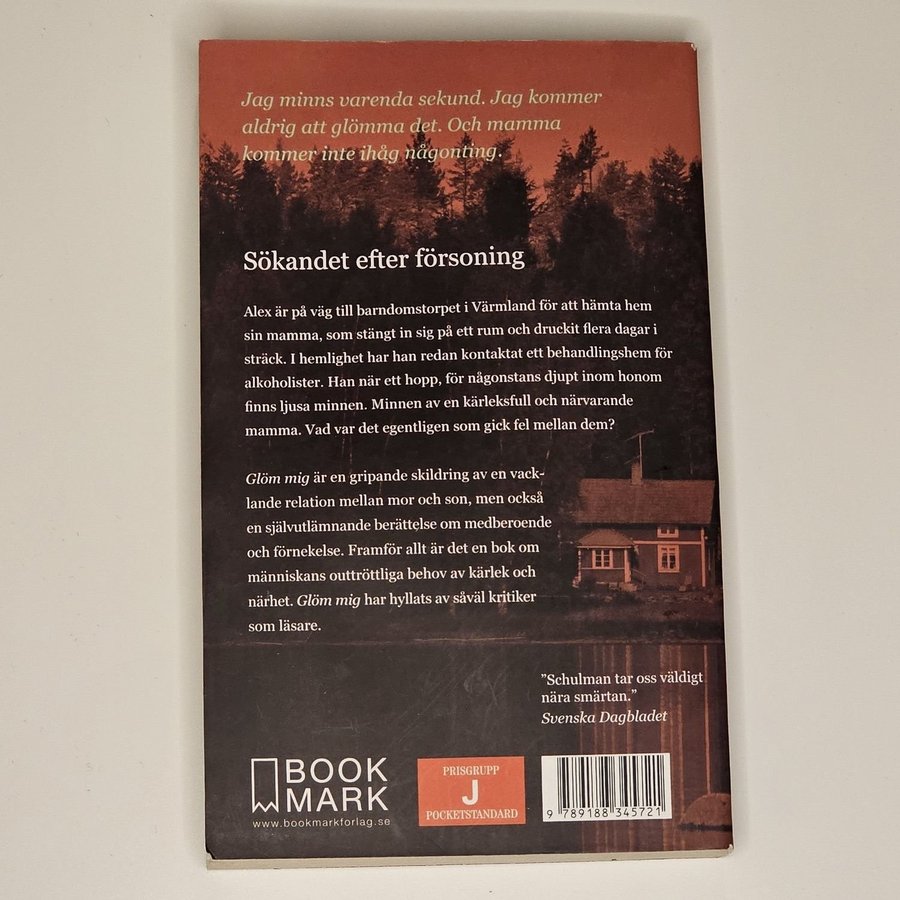 Jag minns varenda sekund. Jag kommer
aldrig att glömma det. Och mamma
kommer inte ihåg någonting.
Sökandet efter försoning
Alex är på väg till barndomstorpet i Värmland för att hämta hem
sin mamma, som stängt in sig på ett rum och druckit flera dagar i
sträck. I hemlighet har han redan kontaktat ett behandlingshem för
alkoholister. Han när ett hopp, för någonstans djupt inom honom
finns ljusa minnen. Minnen av en kärleksfull och närvarande
mamma. Vad var det egentligen som gick fel mellan dem?
Glöm mig är en gripande skildring av en vack-
lande relation mellan mor och son, men också
en självutlämnande berättelse om medberoende
och förnekelse. Framför allt är det en bok om
människans outtröttliga behov av kärlek och
närhet. Glöm mig har hyllats av såväl kritiker
som läsare.
”Schulman tar oss väldigt
nära smärtan.”
Svenska Dagbladet
BOOK
MARK
www.bookmarkforlag.se
PRISGRUPP
J
POCKETSTANDARD
9 789188 345721